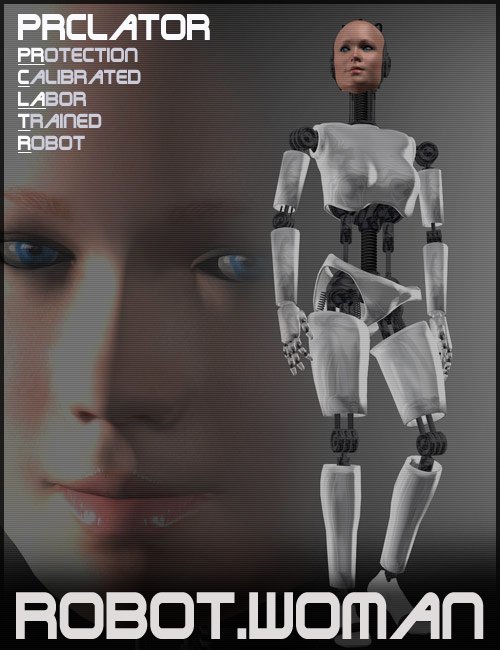 PRCLATOR
PROTECTION
CALIBRATED
LABOR
TRAINED
ROBOT
ROBOT.WOMAN